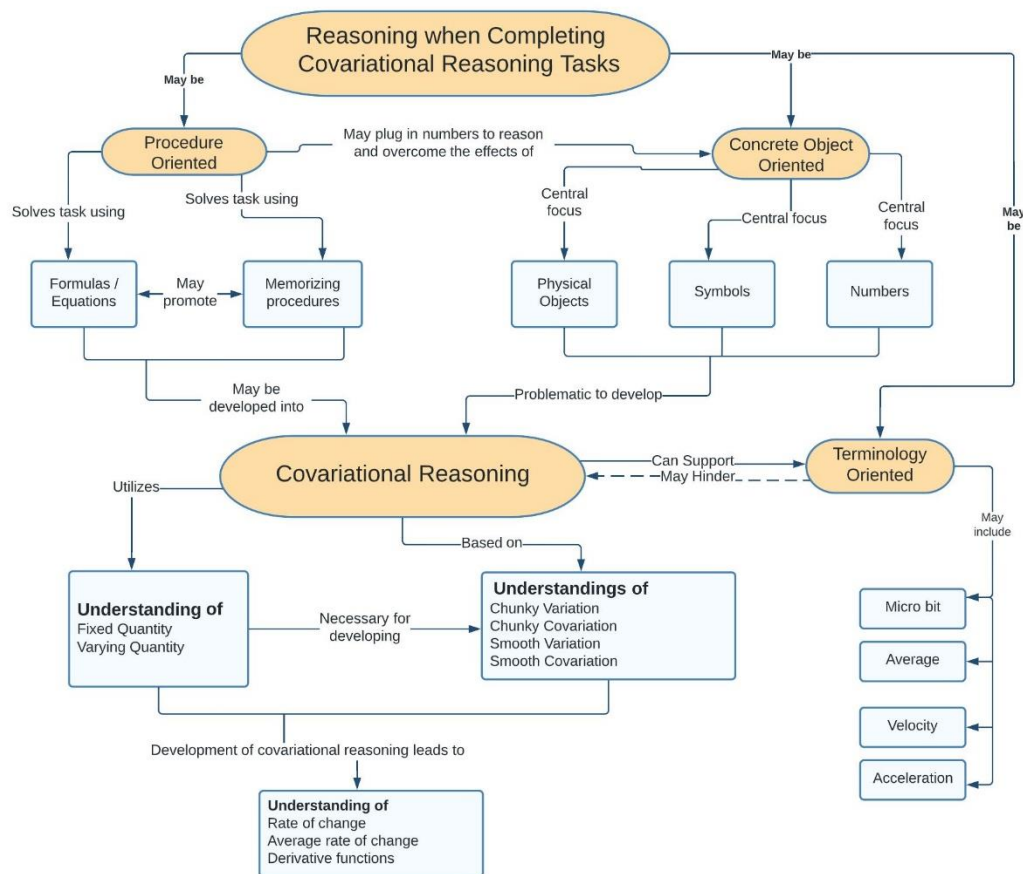 Reasoning when Completing
Covariational Reasoning Tasks
May be
May be
May
be
Procedure
Oriented
May plug in numbers to reason
and overcome the effects of
Concrete Object
Oriented
Solves task using
Solves task using
Central
focus
Central focus
Central
focus
Formulas /
Equations
May
promote
Memorizing
procedures
Physical
Objects
Symbols
Numbers
May be
developed into
Problematic to develop
Covariational Reasoning
Can Support
May Hinder
Terminology
Oriented
Utilizes
Based on
May
include
Understanding of
Fixed Quantity
Varying Quantity
Necessary for
developing
Understandings of
Chunky Variation
Chunky Covariation
Smooth Variation
Smooth Covariation
Micro bit
Average
Velocity
Acceleration
Development of covariational reasoning leads to
Understanding of
Rate of change
Average rate of change
Derivative functions